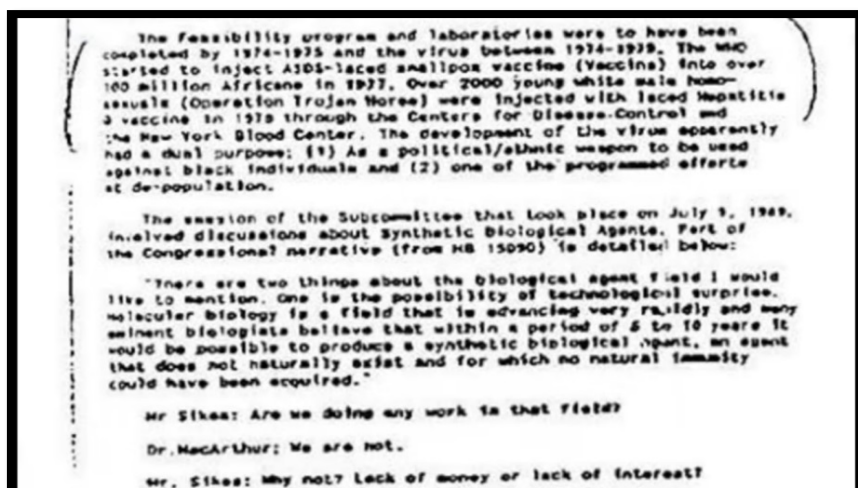 The feasibility program and laboratories were to have been
completed by 1974-1975 and the virus between 1974-1979. The WHO
started to inject AIDS-laced smallpox vaccine (Vaccina) into over
100 million Africans in 1977. Over 2000 young white male homo-
sexuals (Operation Trojan Horse) were injected with laced Hepatitis
B vaccine in 1978 through the Centers for Disease Control and
the New York Blood Center. The development of the virus apparently
had a dual purpose: (1) As a political/ethnic weapon to be used
against black individuals and (2) one of the programmed efforts
at de-population.
The session of the Subcommittee that took place on July 9, 1969,
involved discussions about Synthetic Biological Agents. Part of
the Congressional narrative (from HB 15090) is detailed below:
"There are two things about the biological agent field I would
like to mention. One is the possibility of technological surprise.
Molecular biology is a field that is advancing very rapidly and many
eminent biologists believe that within a period of 5 to 10 years it
would be possible to produce a synthetic biological agent, an agent
that does not naturally exist and for which no natural immunity
could have been acquired."
Mr Sikes: Are we doing any work in that field?
Dr.MacArthur: We are not.
Mr. Sikes: Why not? Lack of money or lack of interest?